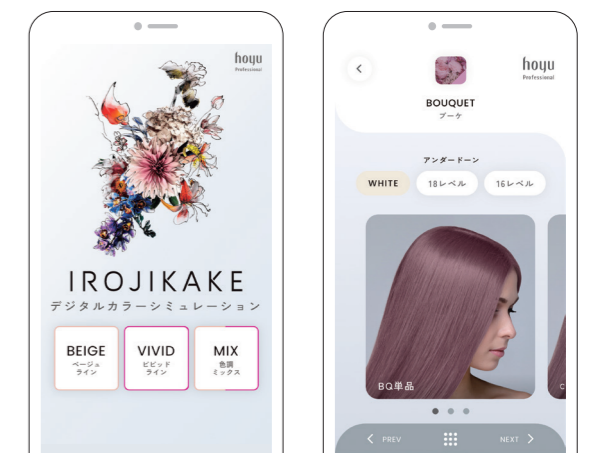 hoyu
Professional
IROJIKAKE
デジタルカラーシミュレーション
BEIGE
ベージュ
ライン
VIVID
ビビッド
ライン
MIX
色調
ミックス
hoyu
Professional
BOUQUET
ブーケ
アンダードーン
WHITE
18レベル
16レベル
BQ単品
C
PREV
NEXT